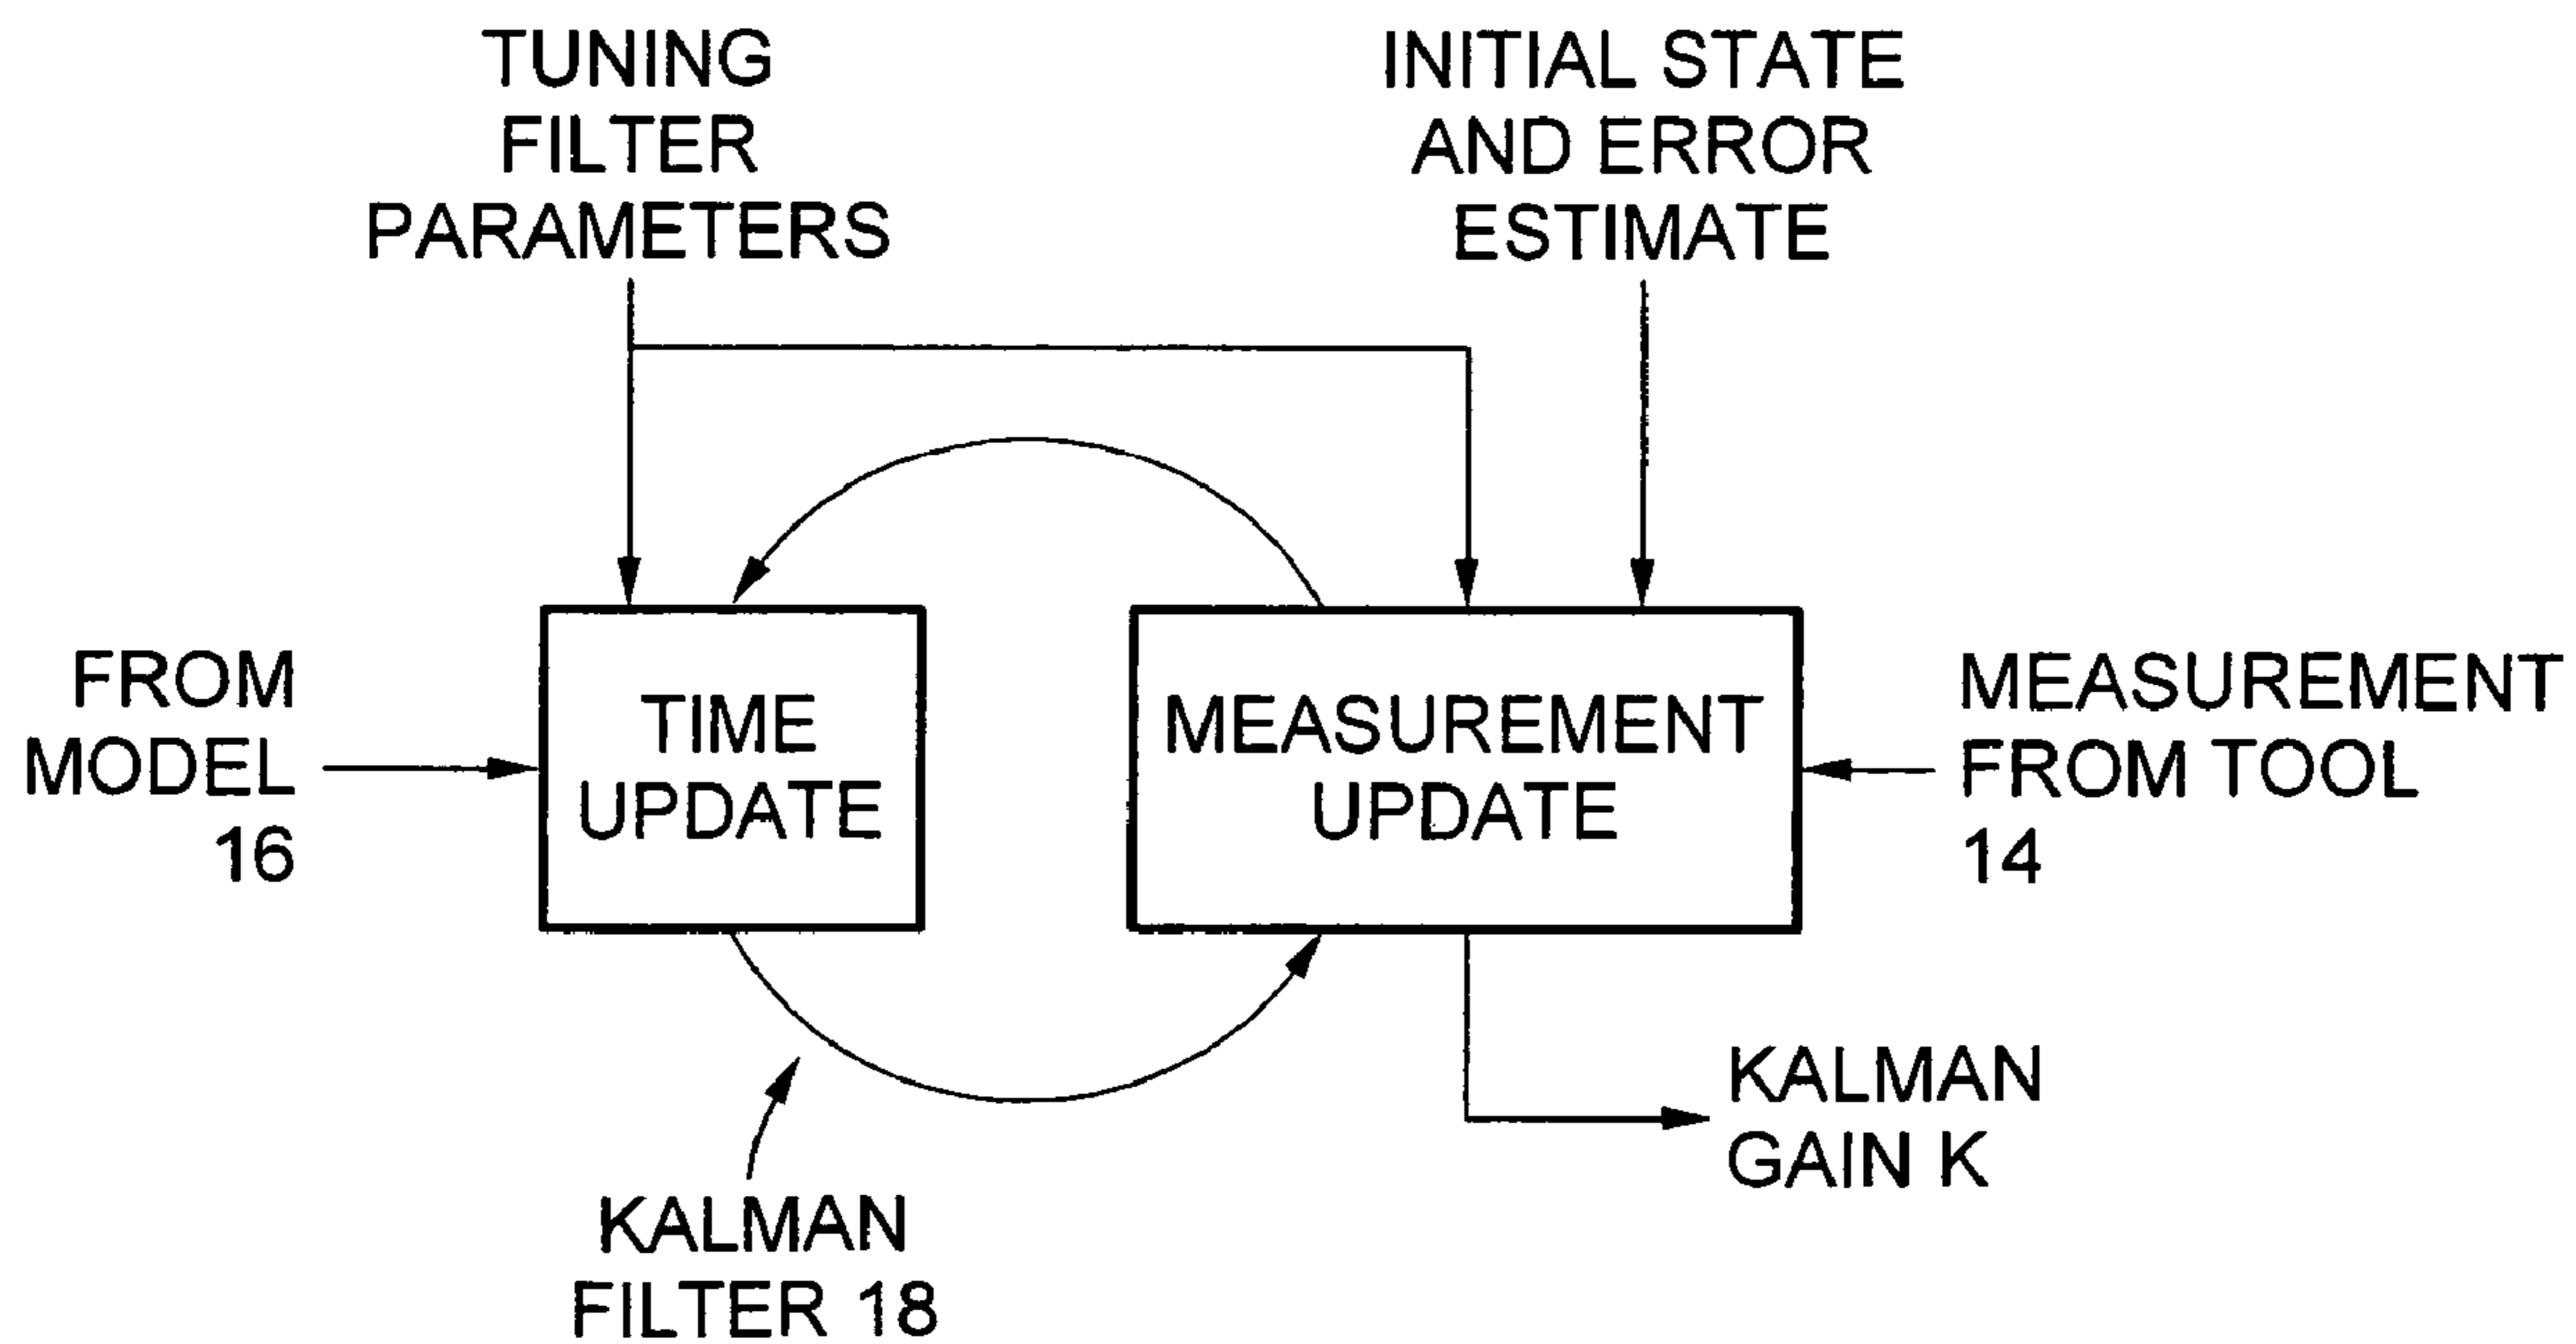 TUNING
FILTER
PARAMETERS
INITIAL STATE
AND ERROR
ESTIMATE
FROM
MODEL
16
TIME
UPDATE
MEASUREMENT
UPDATE
MEASUREMENT
FROM TOOL
14
KALMAN
GAIN K
KALMAN
FILTER 18